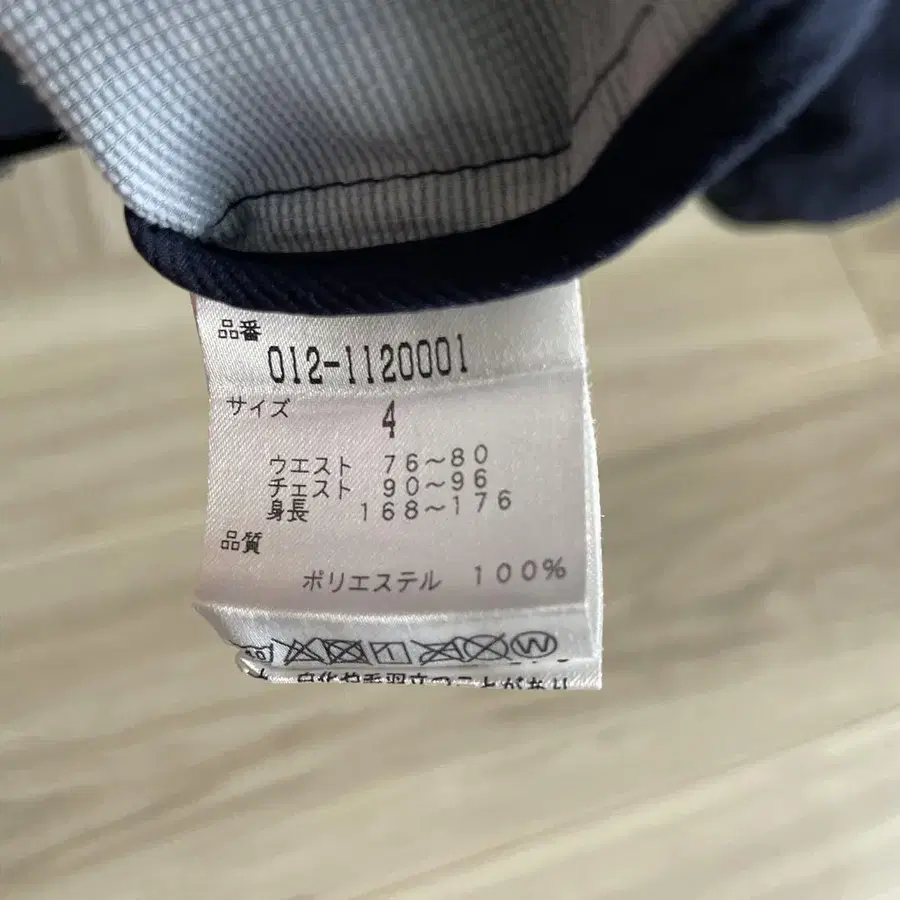 品番
012-1120001
サイズ 4
ウエスト 76～80
チェスト 90～96
身長 168～176
品質
ポリエステル 100%
W